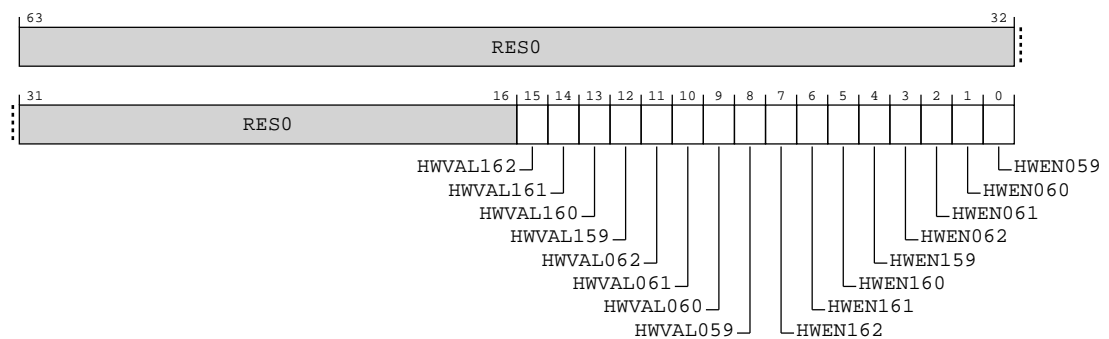 63 32
RES0
31 16 15 14 13 12 11 10 9 8 7 6 5 4 3 2 1 0
RES0
HWVAL162 HWEN059
HWVAL161 HWEN060
HWVAL160 HWEN061
HWVAL159 HWEN062
HWVAL062 HWEN159
HWVAL061 HWEN160
HWVAL060 HWEN161
HWVAL059 HWEN162